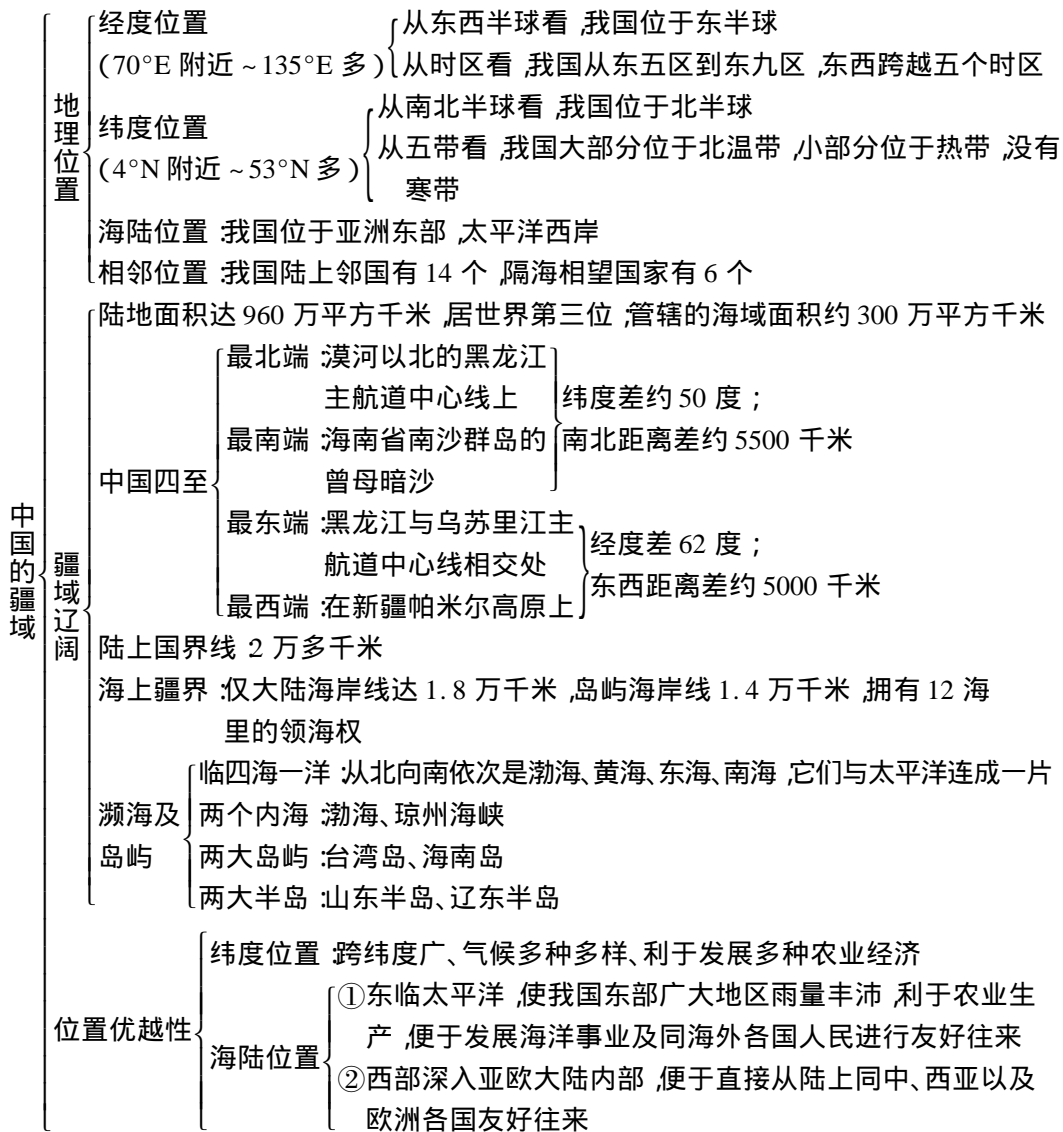 中国的疆域
地理位置
经度位置
(70°E 附近 ~ 135°E 多)
从东西半球看,我国位于东半球
从时区看,我国从东五区到东九区,东西跨越五个时区
纬度位置
(4°N 附近 ~ 53°N 多)
从南北半球看,我国位于北半球
从五带看,我国大部分位于北温带,小部分位于热带,没有
寒带
海陆位置:我国位于亚洲东部,太平洋西岸
相邻位置:我国陆上邻国有 14 个,隔海相望国家有 6 个
疆域辽阔
陆地面积达 960 万平方千米,居世界第三位;管辖的海域面积约 300 万平方千米
中国四至
最北端:漠河以北的黑龙江
主航道中心线上
最南端:海南省南沙群岛的
曾母暗沙
纬度差约 50 度;
南北距离差约 5500 千米
最东端:黑龙江与乌苏里江主
航道中心线相交处
最西端:在新疆帕米尔高原上
经度差 62 度;
东西距离差约 5000 千米
陆上国界线:2 万多千米
海上疆界:仅大陆海岸线达 1.8 万千米,岛屿海岸线 1.4 万千米,拥有 12 海
里的领海权
濒海及
岛屿
临四海一洋:从北向南依次是渤海、黄海、东海、南海,它们与太平洋连成一片
两个内海:渤海、琼州海峡
两大岛屿:台湾岛、海南岛
两大半岛:山东半岛、辽东半岛
位置优越性
纬度位置:跨纬度广、气候多种多样、利于发展多种农业经济
海陆位置
①东临太平洋,使我国东部广大地区雨量丰沛,利于农业生
产,便于发展海洋事业及同海外各国人民进行友好往来
②西部深入亚欧大陆内部,便于直接从陆上同中、西亚以及
欧洲各国友好往来